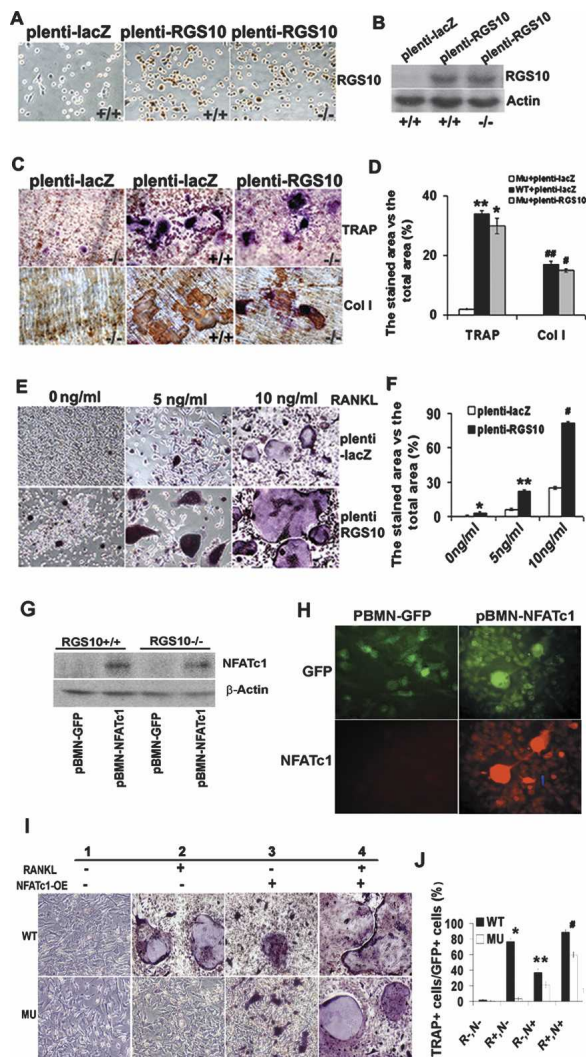 A
plenti-lacZ plenti-RGS10 plenti-RGS10
RGS10
+/+ +/+ -/-
B
plenti-lacZ plenti-RGS10 plenti-RGS10
RGS10
Actin
+/+ +/+ -/-
C
plenti-lacZ plenti-lacZ plenti-RGS10
TRAP
-/- +/+ -/-
Col I
-/- +/+ -/-
D
Mu+plenti-lacZ
WT+plenti-lacZ
Mu+plenti-RGS10
The stained area vs the
total area (%)
40
20
0
** *
## #
TRAP Col I
E
0 ng/ml 5 ng/ml 10 ng/ml RANKL
plenti
-lacZ
plenti
RGS10
F
plenti-lacZ
plenti-RGS10
The stained area vs the
total area (%)
90
60
30
0
* ** #
0ng/ml 5ng/ml 10ng/ml
G
RGS10+/+ RGS10-/-
NFATc1
β-Actin
pBMN-GFP pBMN-NFATc1 pBMN-GFP pBMN-NFATc1
H
PBMN-GFP pBMN-NFATc1
GFP
NFATc1
I
1 2 3 4
RANKL - + - +
NFATc1-OE - - + +
WT
MU
J
TRAP+ cells/GFP+ cells (%)
WT
MU
100
80
60
40
20
0
* ** #
R-,N- R+,N- R-,N+ R+,N+